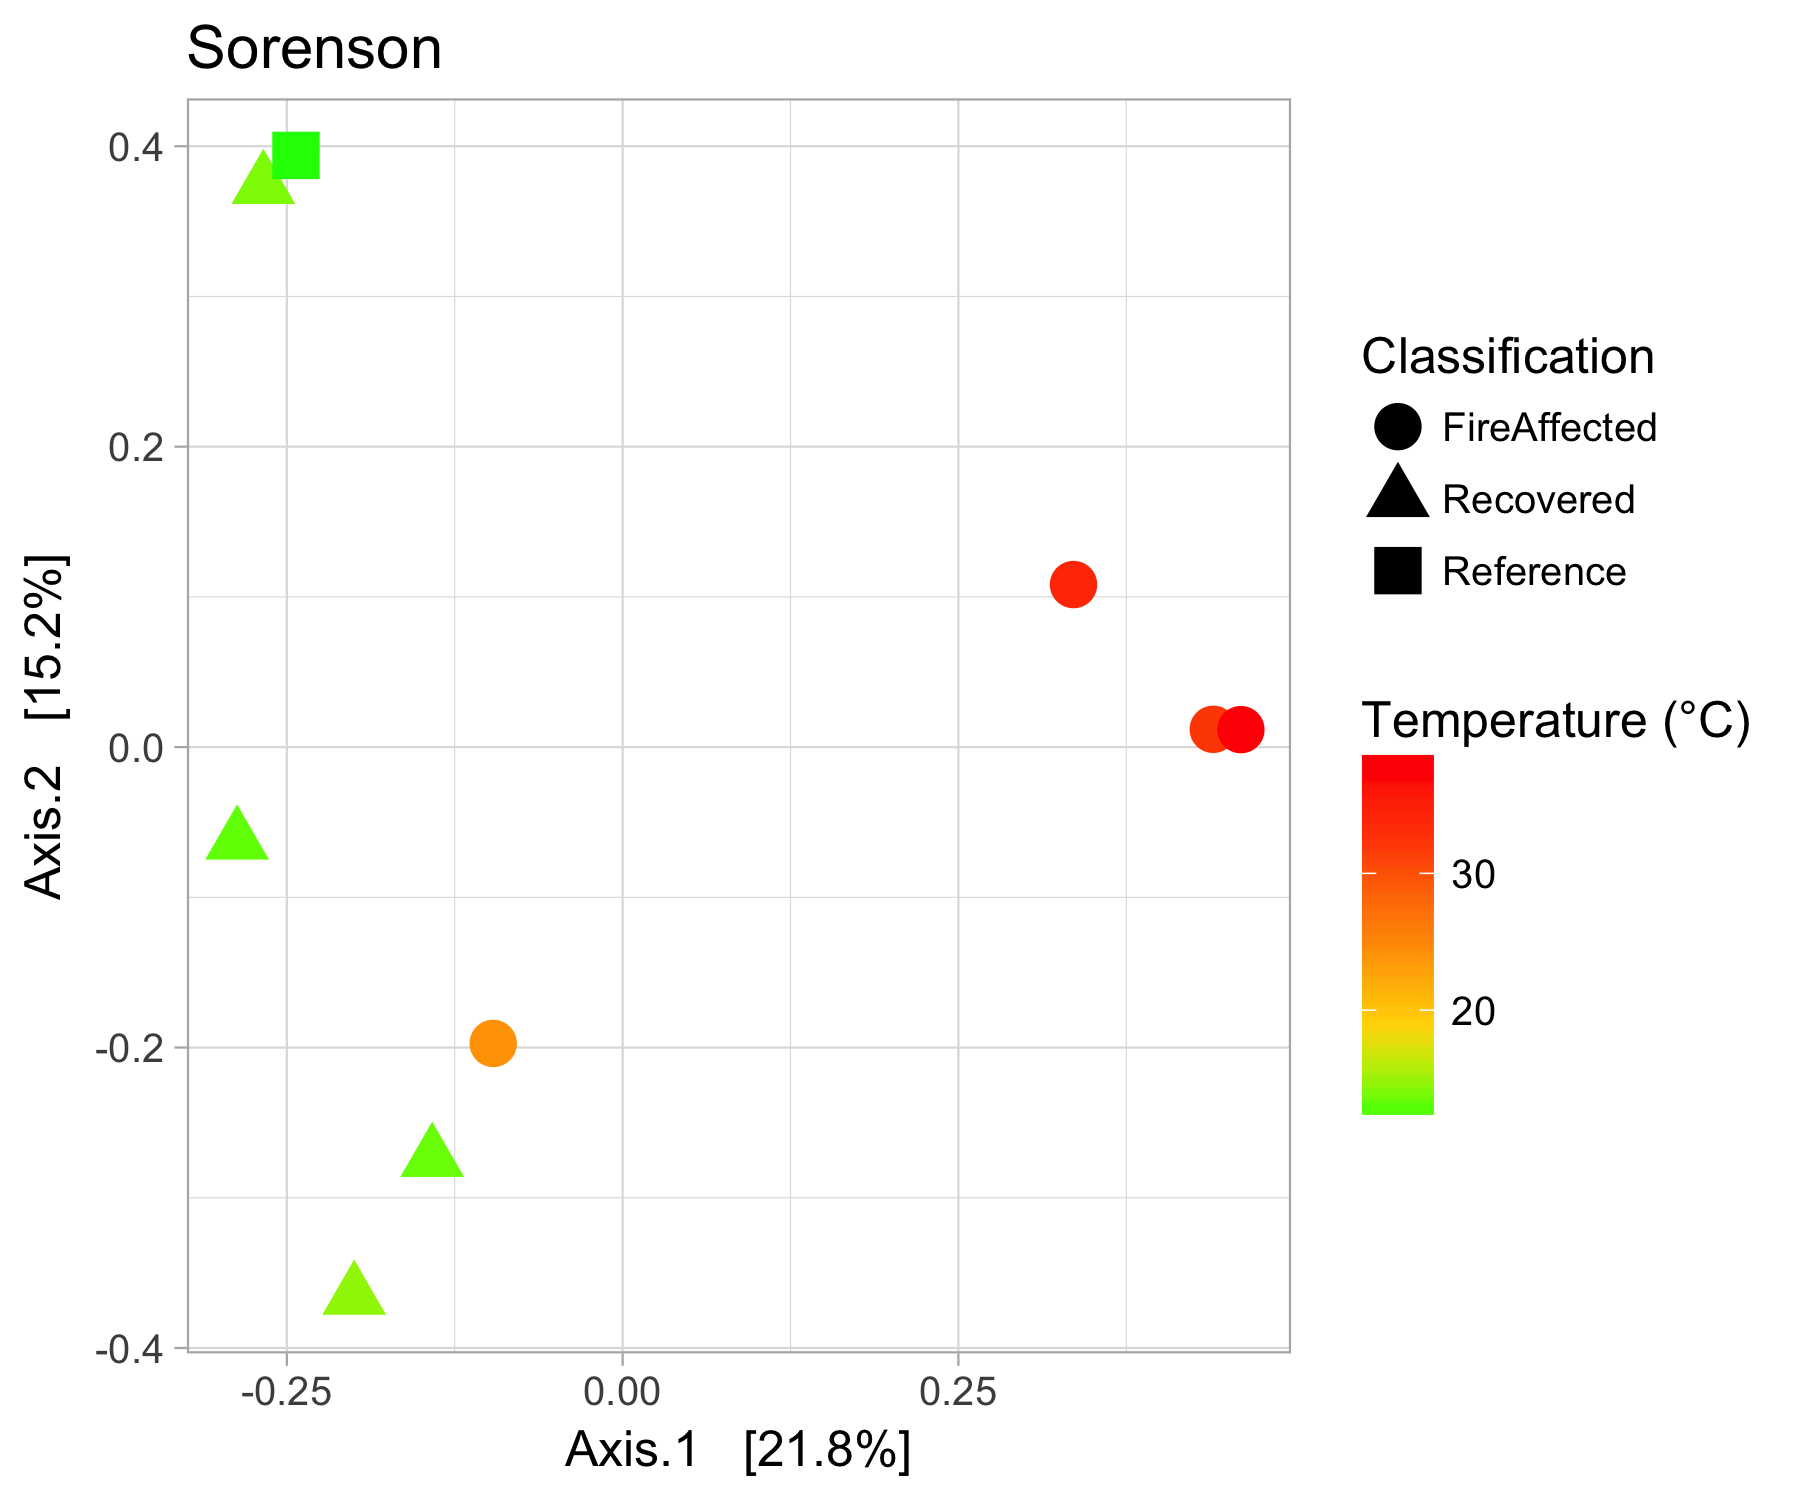 Sorenson
0.4
0.2
0.0
-0.2
-0.4
Axis.2 [15.2%]
-0.25 0.00 0.25
Axis.1 [21.8%]
Classification
FireAffected
Recovered
Reference
Temperature (°C)
30
20